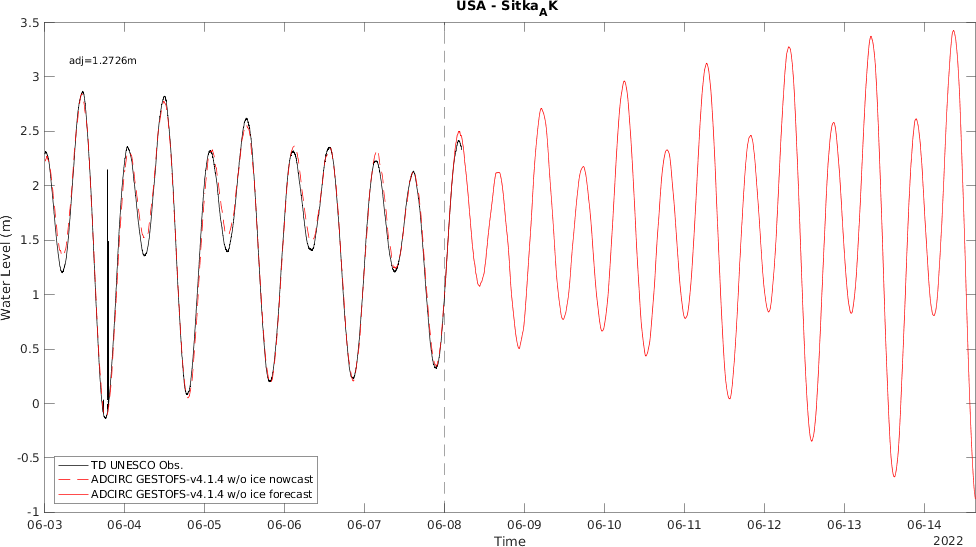 USA - Sitka_AK
3.5
adj=1.2726m
3
2.5
2
1.5
1
0.5
0
-0.5
-1
Water Level (m)
TD UNESCO Obs.
ADCIRC GESTOFS-v4.1.4 w/o ice nowcast
ADCIRC GESTOFS-v4.1.4 w/o ice forecast
06-03 06-04 06-05 06-06 06-07 06-08 06-09 06-10 06-11 06-12 06-13 06-14
Time
2022